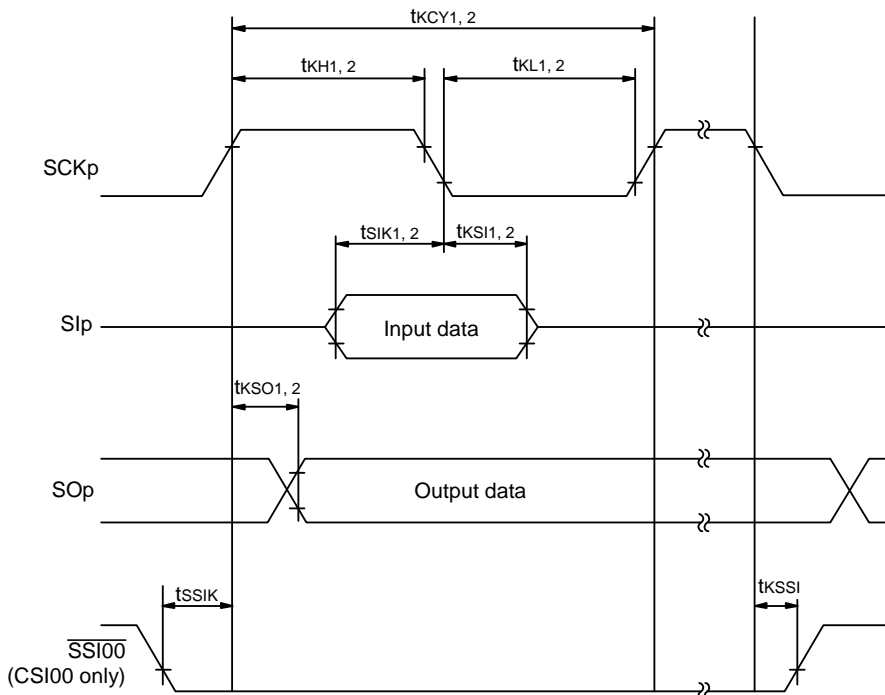 tKCY1, 2
tKH1, 2
tKL1, 2
SCKp
tSIK1, 2
tKSI1, 2
SIp
Input data
tKSO1, 2
SOp
Output data
tSSIK
tKSSI
SSI00
(CSI00 only)